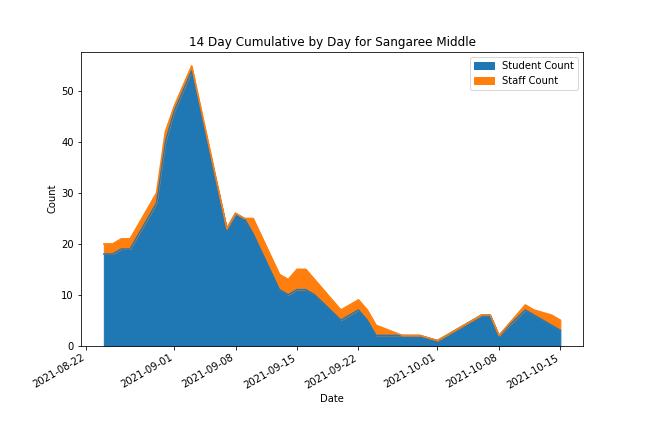 14 Day Cumulative by Day for Sangaree Middle
Student Count
Staff Count
Count
50
40
30
20
10
0
2021-08-22
2021-09-01
2021-09-08
2021-09-15
2021-09-22
2021-10-01
2021-10-08
2021-10-15
Date